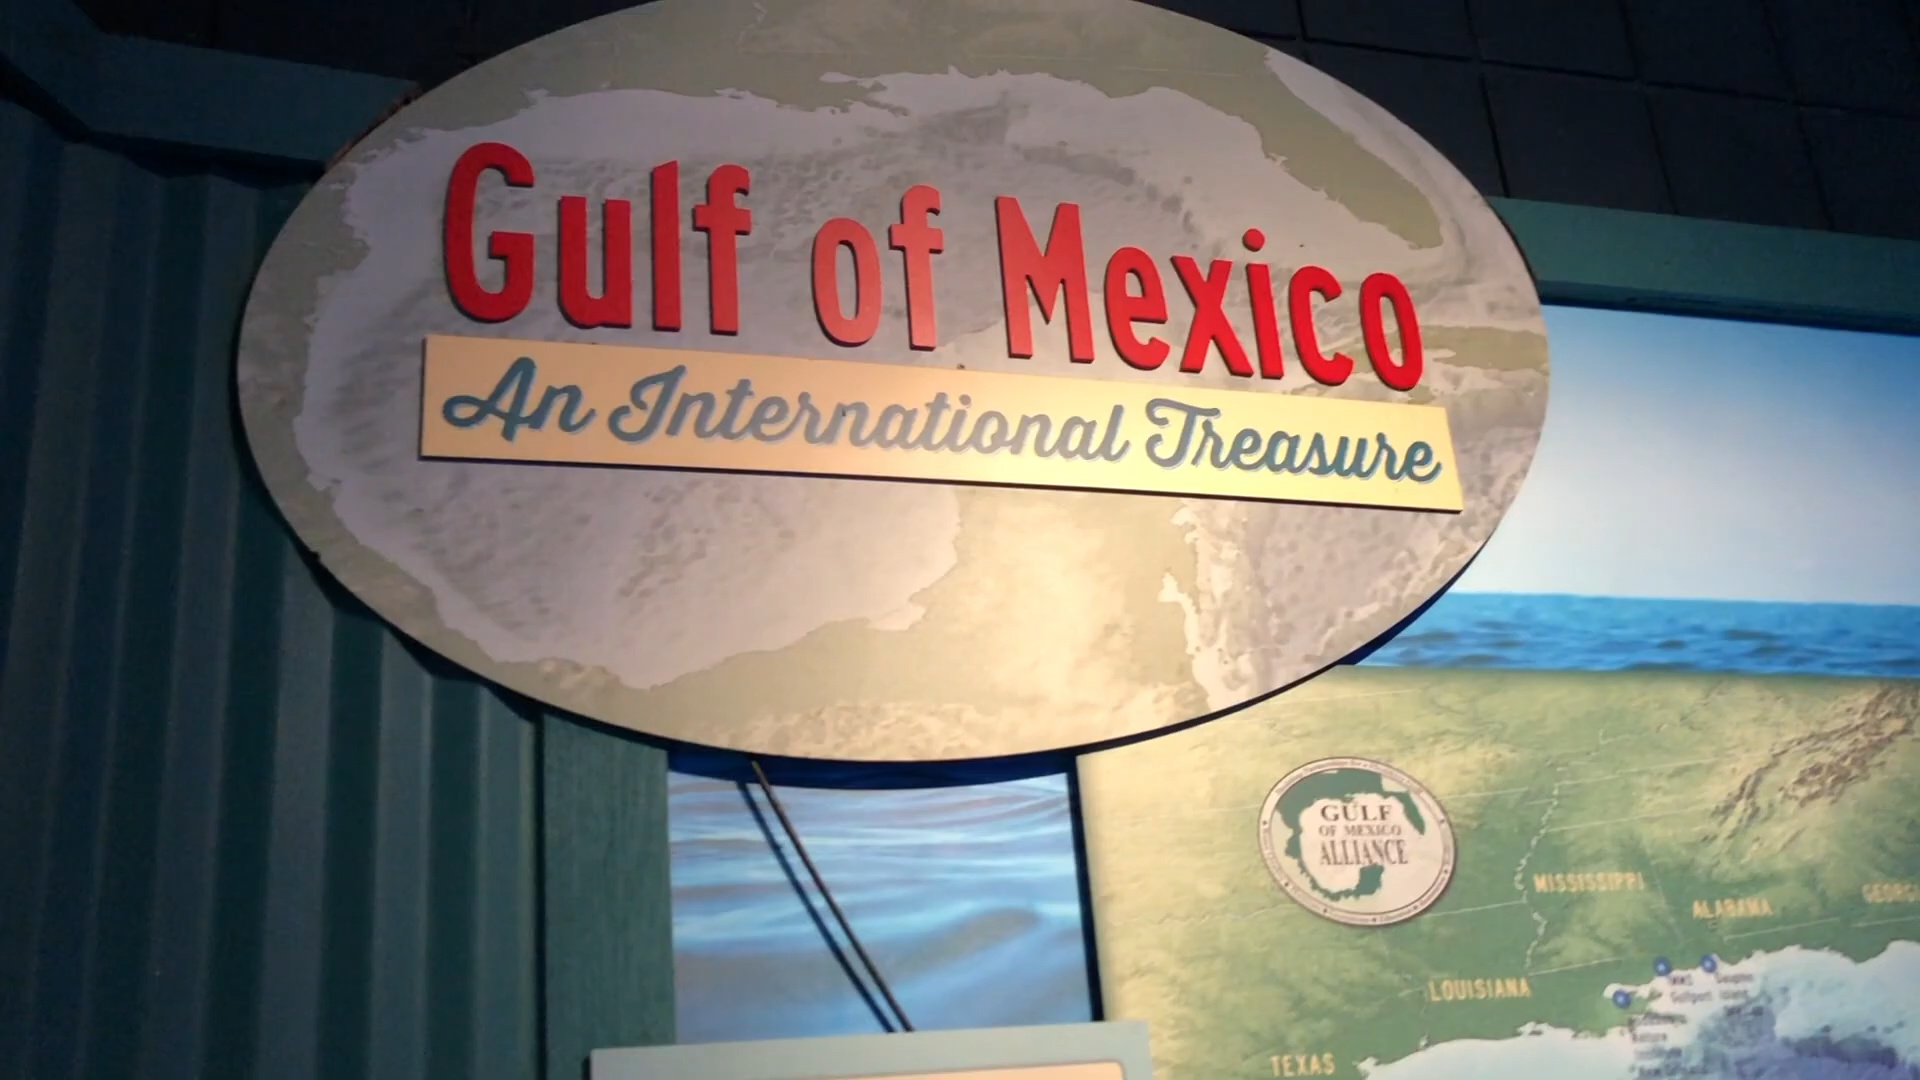 Gulf of Mexico
An International Treasure
GULF
OF MEXICO
ALLIANCE
MISSISSIPPI
ALABAMA
LOUISIANA
TEXAS